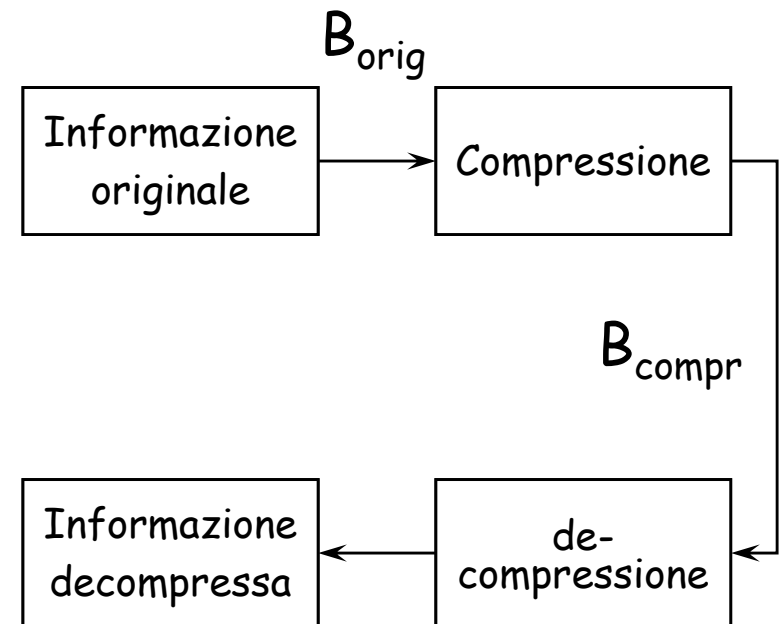 B_orig
Informazione
originale
Compressione
B_compr
Informazione
decompressa
de-
compressione